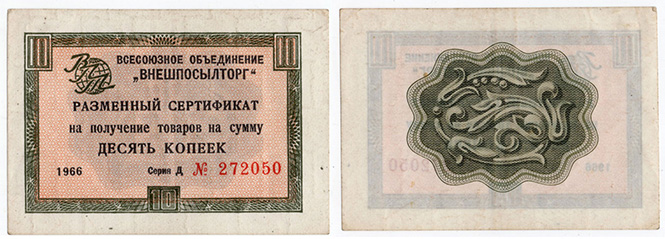 10 ВСЕСОЮЗНОЕ ОБЪЕДИНЕНИЕ 10
„ВНЕШПОСЫЛТОРГ“
РАЗМЕННЫЙ СЕРТИФИКАТ
на получение товаров на сумму
ДЕСЯТЬ КОПЕЕК
1966 Серия Д № 272050
10